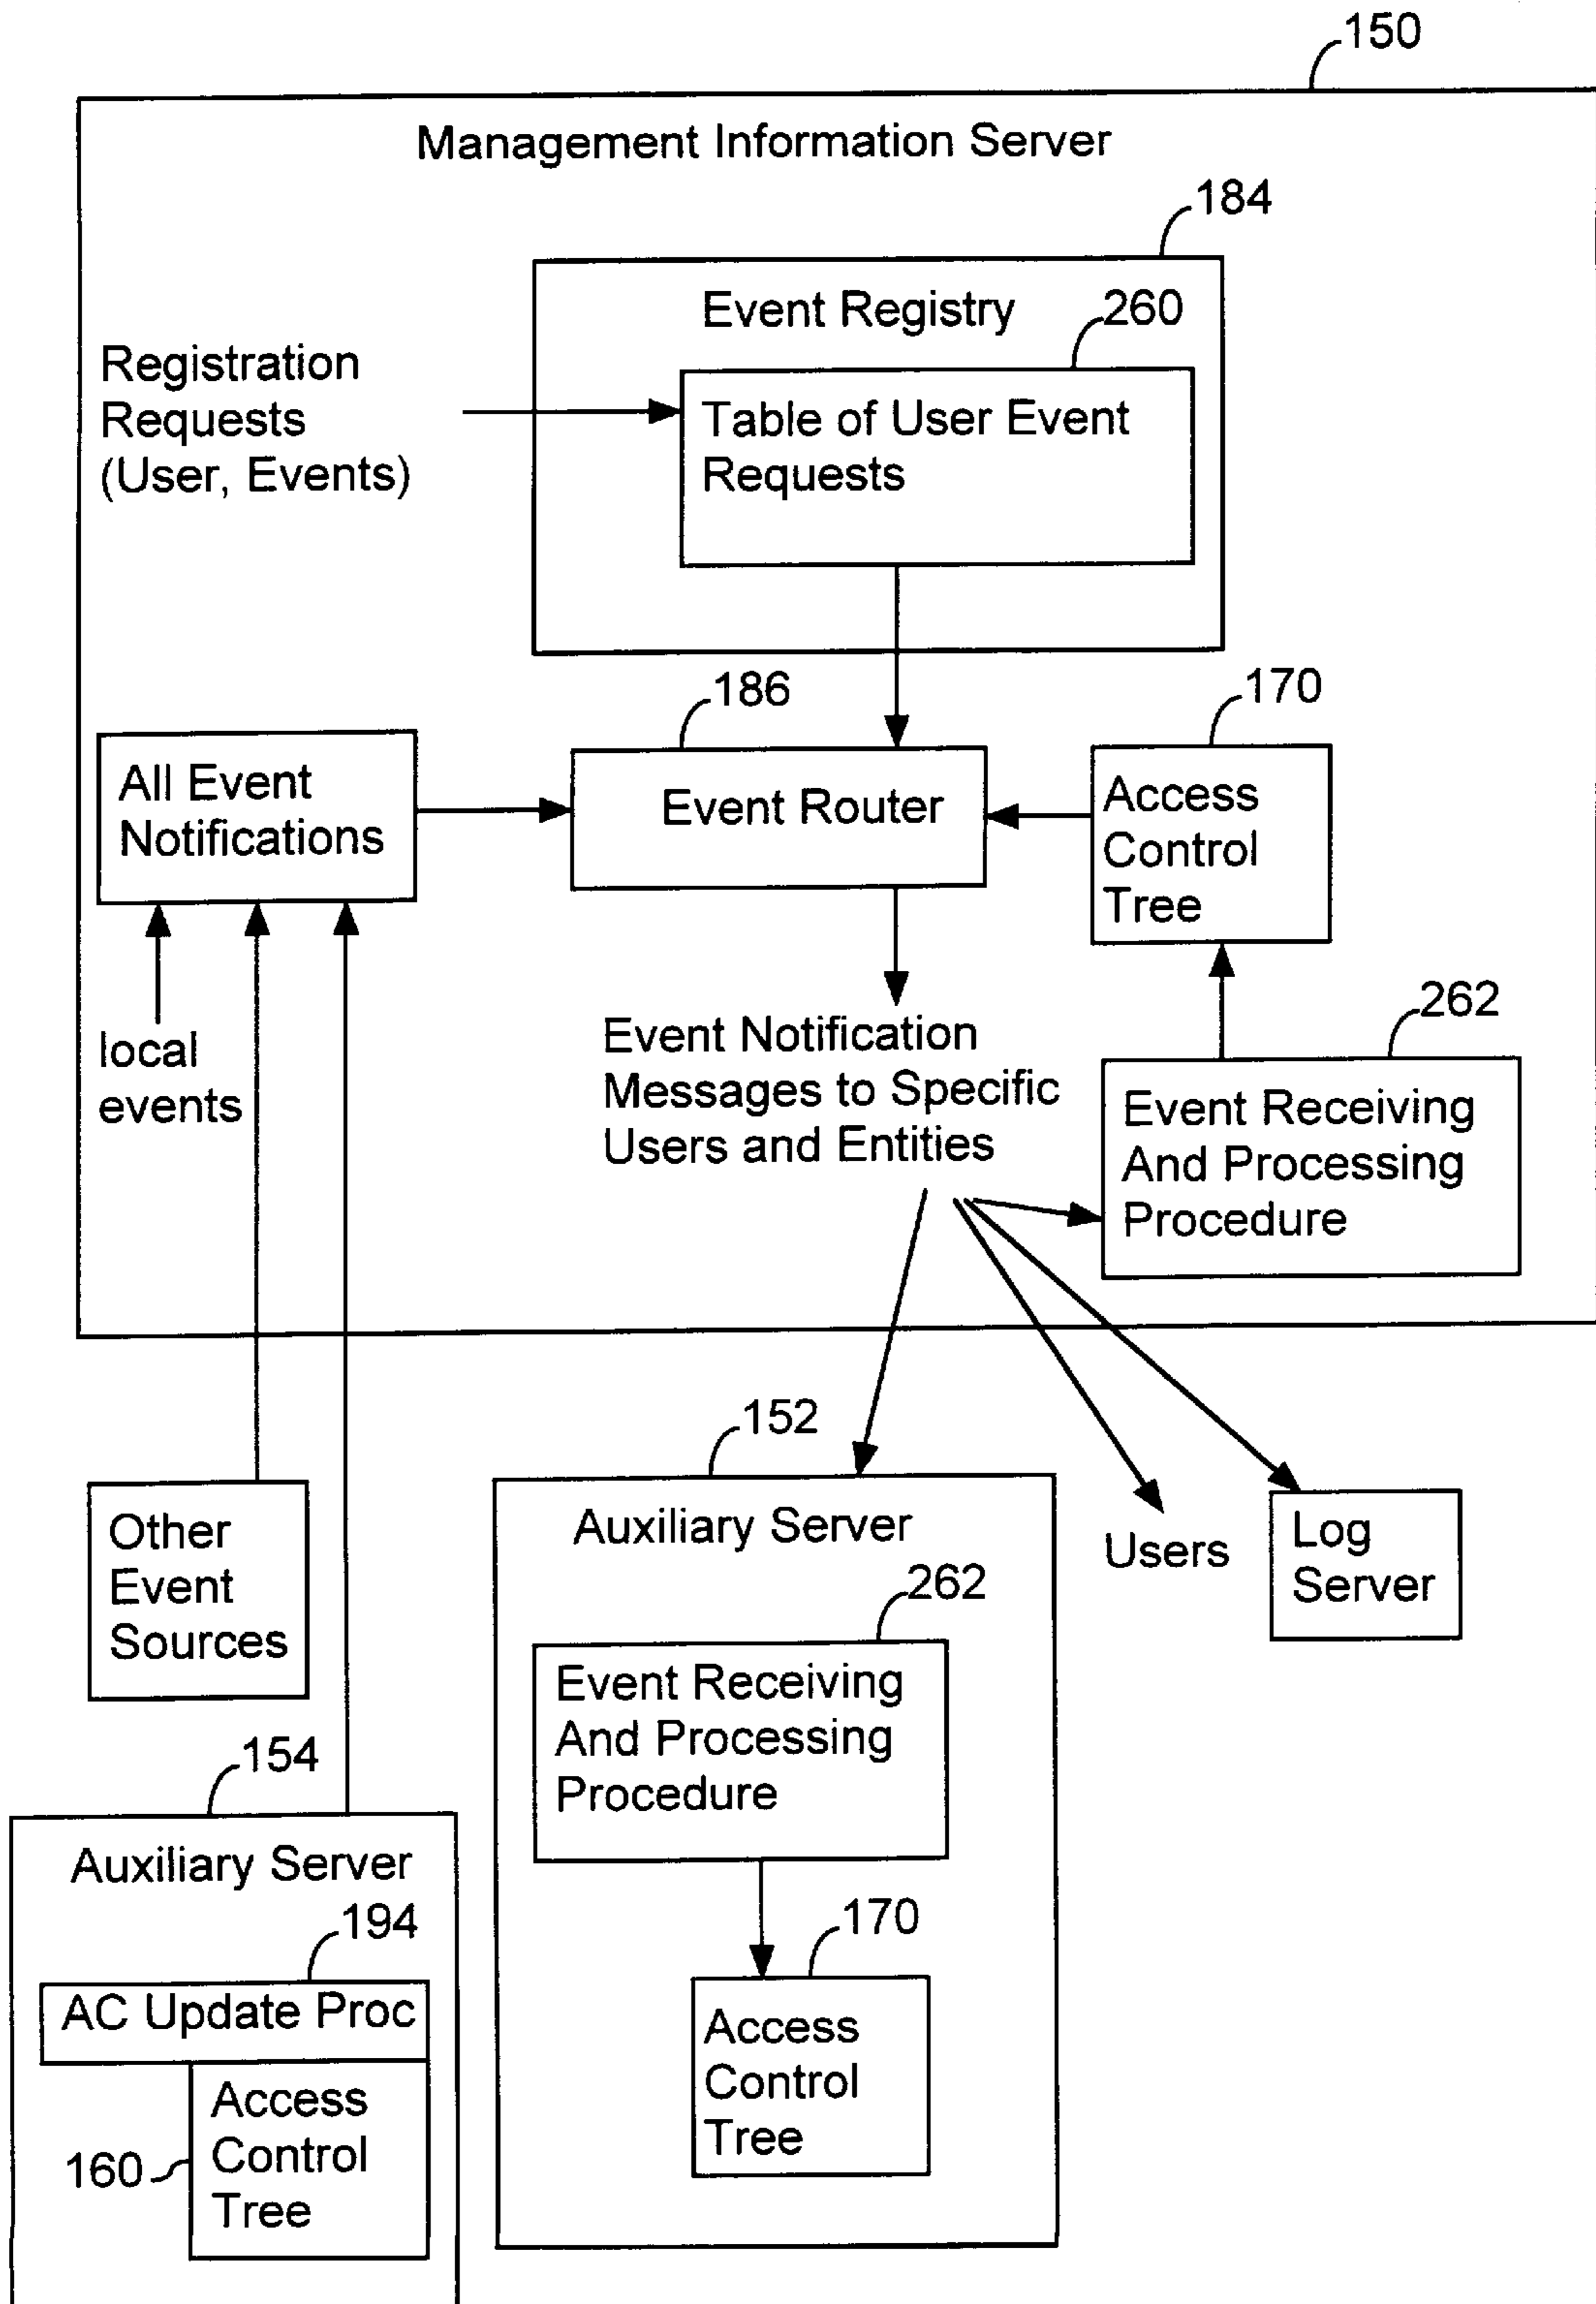 150
Management Information Server
184
Event Registry
260
Registration
Requests
(User, Events)
Table of User Event
Requests
186
170
All Event
Notifications
Event Router
Access
Control
Tree
local
events
Event Notification
Messages to Specific
Users and Entities
262
Event Receiving
And Processing
Procedure
152
Auxiliary Server
Users
Log
Server
Other
Event
Sources
262
Event Receiving
And Processing
Procedure
154
Auxiliary Server
194
AC Update Proc
170
Access
Control
Tree
160
Access
Control
Tree